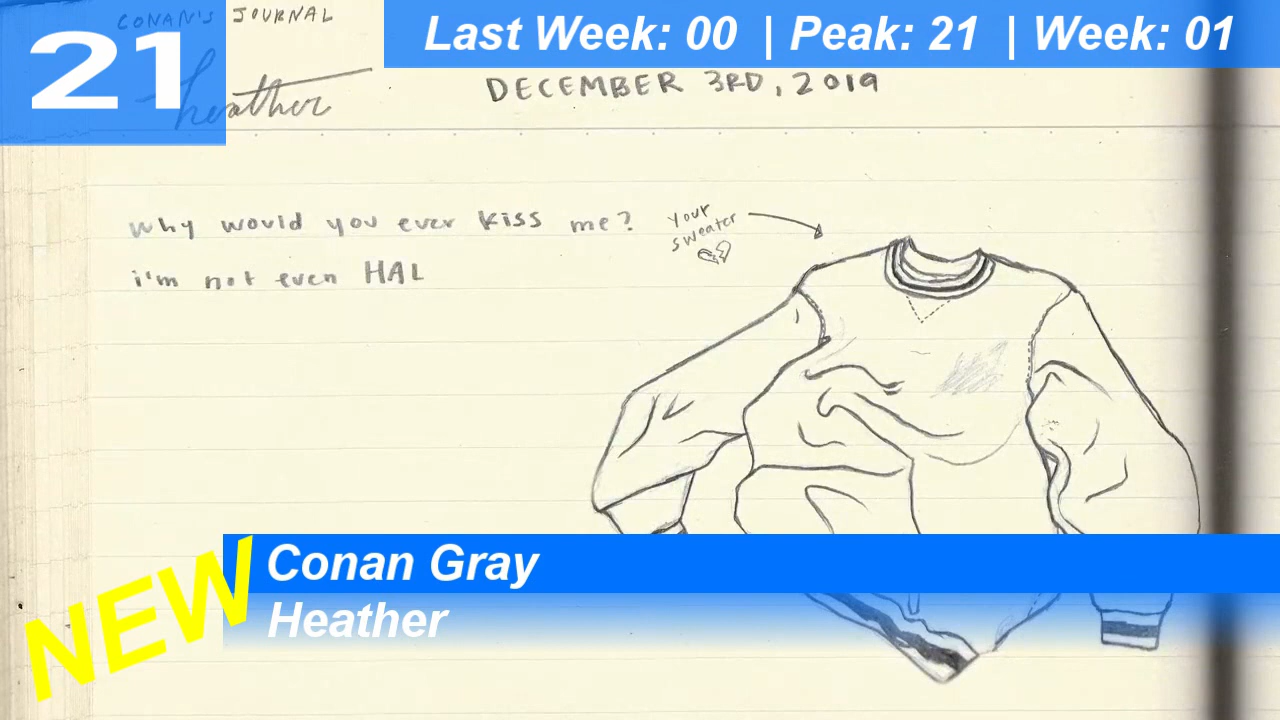 CONAN'S JOURNAL
21
Last Week: 00 | Peak: 21 | Week: 01
heather
DECEMBER 3RD, 2019
why would you ever kiss me?
your
sweater
i'm not even HAL
NEW
Conan Gray
Heather